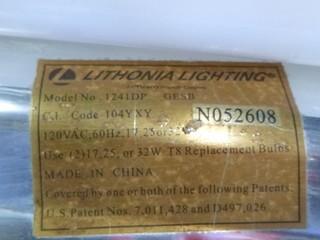 LITHONIA LIGHTING®
Model No . 1241DP GESB
C.I. Code 104YXY N052608
120VAC, 60Hz, 17,25or32
Use (2)17,25, or 32W T8 Replacement Bulbs
MADE IN CHINA
Covered by one or both of the following Patents:
U S Patent Nos. 7,011,428 and D497,026